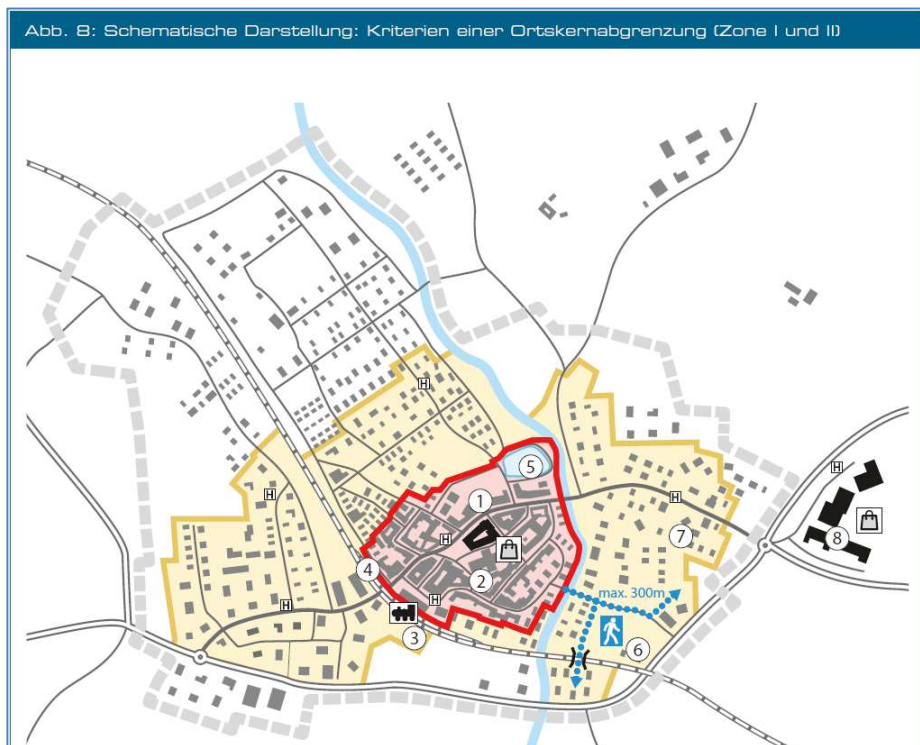 Abb. 8: Schematische Darstellung: Kriterien einer Ortskernabgrenzung (Zone I und II)
H
5
H
1
H
H
8
H
7
4
2
max. 300m
H
H
3
6